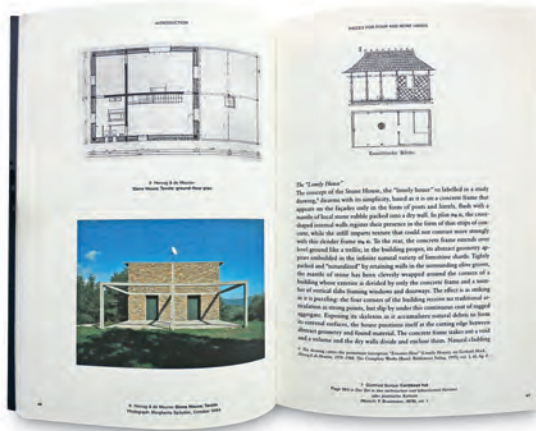 INTRODUCTION
6 Herzog & de Meuron
Stone House, Tavole, ground-floor plan
6 Herzog & de Meuron Stone House, Tavole
Photograph Margherita Spiluttini, October
PIECES FOR FOUR AND MORE HANDS
The "Lonely House"
The concept of the Stone House, the "lonely house" so labelled in a study
drawing, disarms with its simplicity, based as it is on a concrete frame that
appears on the façades only in the form of posts and lintels, flush with a
mantle of local stone rubble packed into a dry wall. In plan the cross-
shaped internal walls register their presence in the form of thin strips of con-
crete, while the infill imparts texture that could not contrast more strongly
with this slender frame To the rear, the concrete frame extends over
level ground like a trellis; in the building proper, its abstract geometry ap-
pears embedded in the infinite natural variety of limestone shards. Tightly
packed and "naturalized" by retaining walls in the surrounding olive groves,
the mantle of stone has been cleverly wrapped around the corners of a
building whose exterior is divided by only the concrete frame and a num-
ber of vertical slabs framing windows and doorways. The effect is as striking
as it is puzzling: the four corners of the building receive no traditional ar-
ticulation as strong points, but slip by under this continuous coat of rugged
aggregate. Exposing its skeleton as it accumulates natural debris to form
its external surfaces, the house positions itself at the cutting edge between
abstract geometry and found material. The concrete frame stakes out a void
and a volume and the dry walls divide and enclose them. Natural cladding
7 Gottfried Semper Caribbean hut